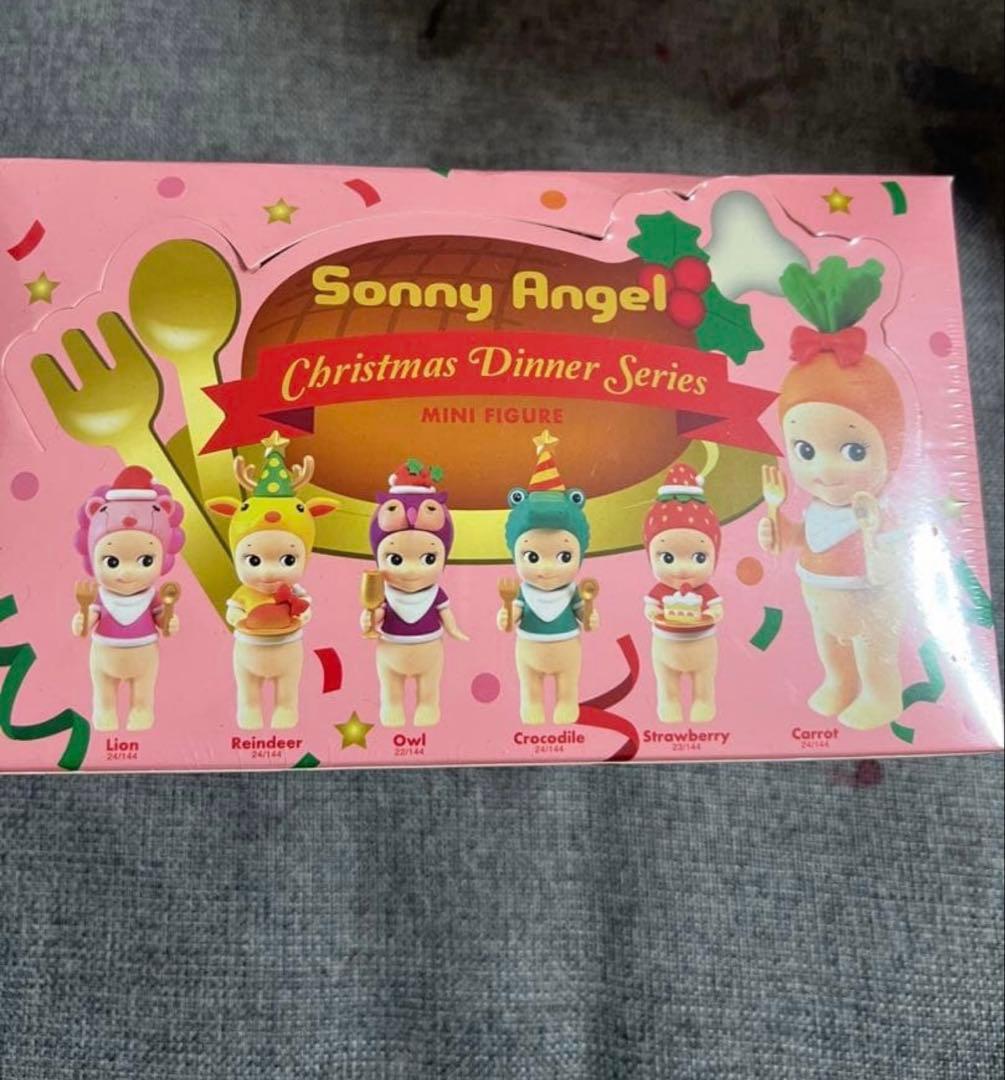 Sonny Angel
Christmas Dinner Series
MINI FIGURE
Lion
24/144
Reindeer
24/144
Owl
22/144
Crocodile
24/144
Strawberry
23/144
Carrot
24/144